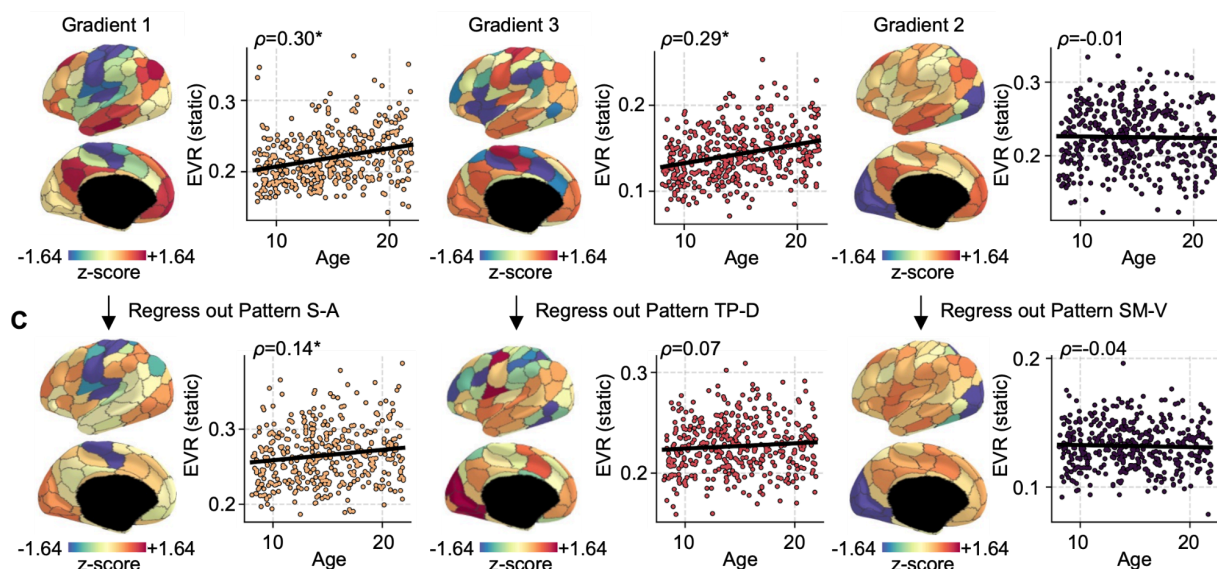 Gradient 1
ρ=0.30*
EVR (static)
0.3
0.2
10
20
Age
-1.64
+1.64
z-score
Gradient 3
ρ=0.29*
EVR (static)
0.2
0.1
10
20
Age
-1.64
+1.64
z-score
Gradient 2
ρ=-0.01
EVR (static)
0.3
0.2
10
20
Age
-1.64
+1.64
z-score
c
Regress out Pattern S-A
ρ=0.14*
EVR (static)
0.3
0.2
10
20
Age
-1.64
+1.64
z-score
Regress out Pattern TP-D
ρ=0.07
EVR (static)
0.3
0.2
10
20
Age
-1.64
+1.64
z-score
Regress out Pattern SM-V
ρ=-0.04
EVR (static)
0.2
0.1
10
20
Age
-1.64
+1.64
z-score